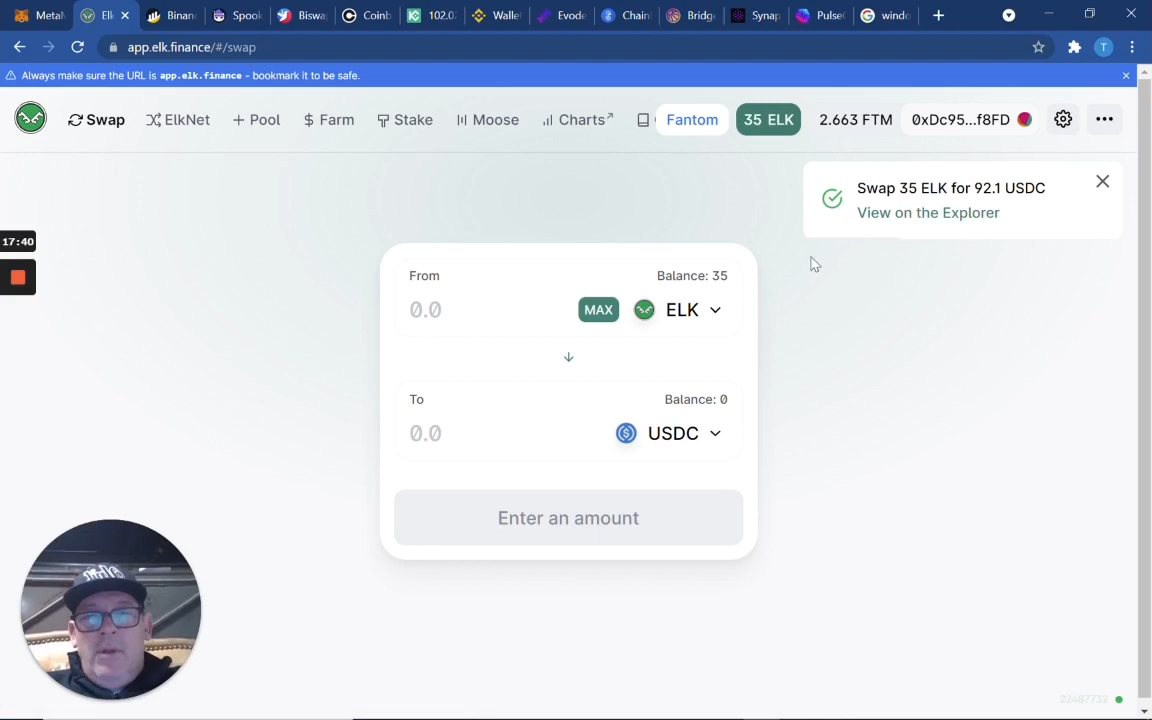 MetaM
Elk
Binan
Spook
Biswa
Coinb
102.0
Walle
Evode
Chain
Bridg
Synap
Pulse
windo
app.elk.finance/#/swap
T
Always make sure the URL is app.elk.finance - bookmark it to be safe.
Swap
ElkNet
Pool
Farm
Stake
Moose
Charts
Fantom
35 ELK
2.663 FTM
0xDc95...f8FD
Swap 35 ELK for 92.1 USDC
View on the Explorer
17:40
From
Balance: 35
0.0
MAX
ELK
To
Balance: 0
0.0
USDC
Enter an amount
22487732